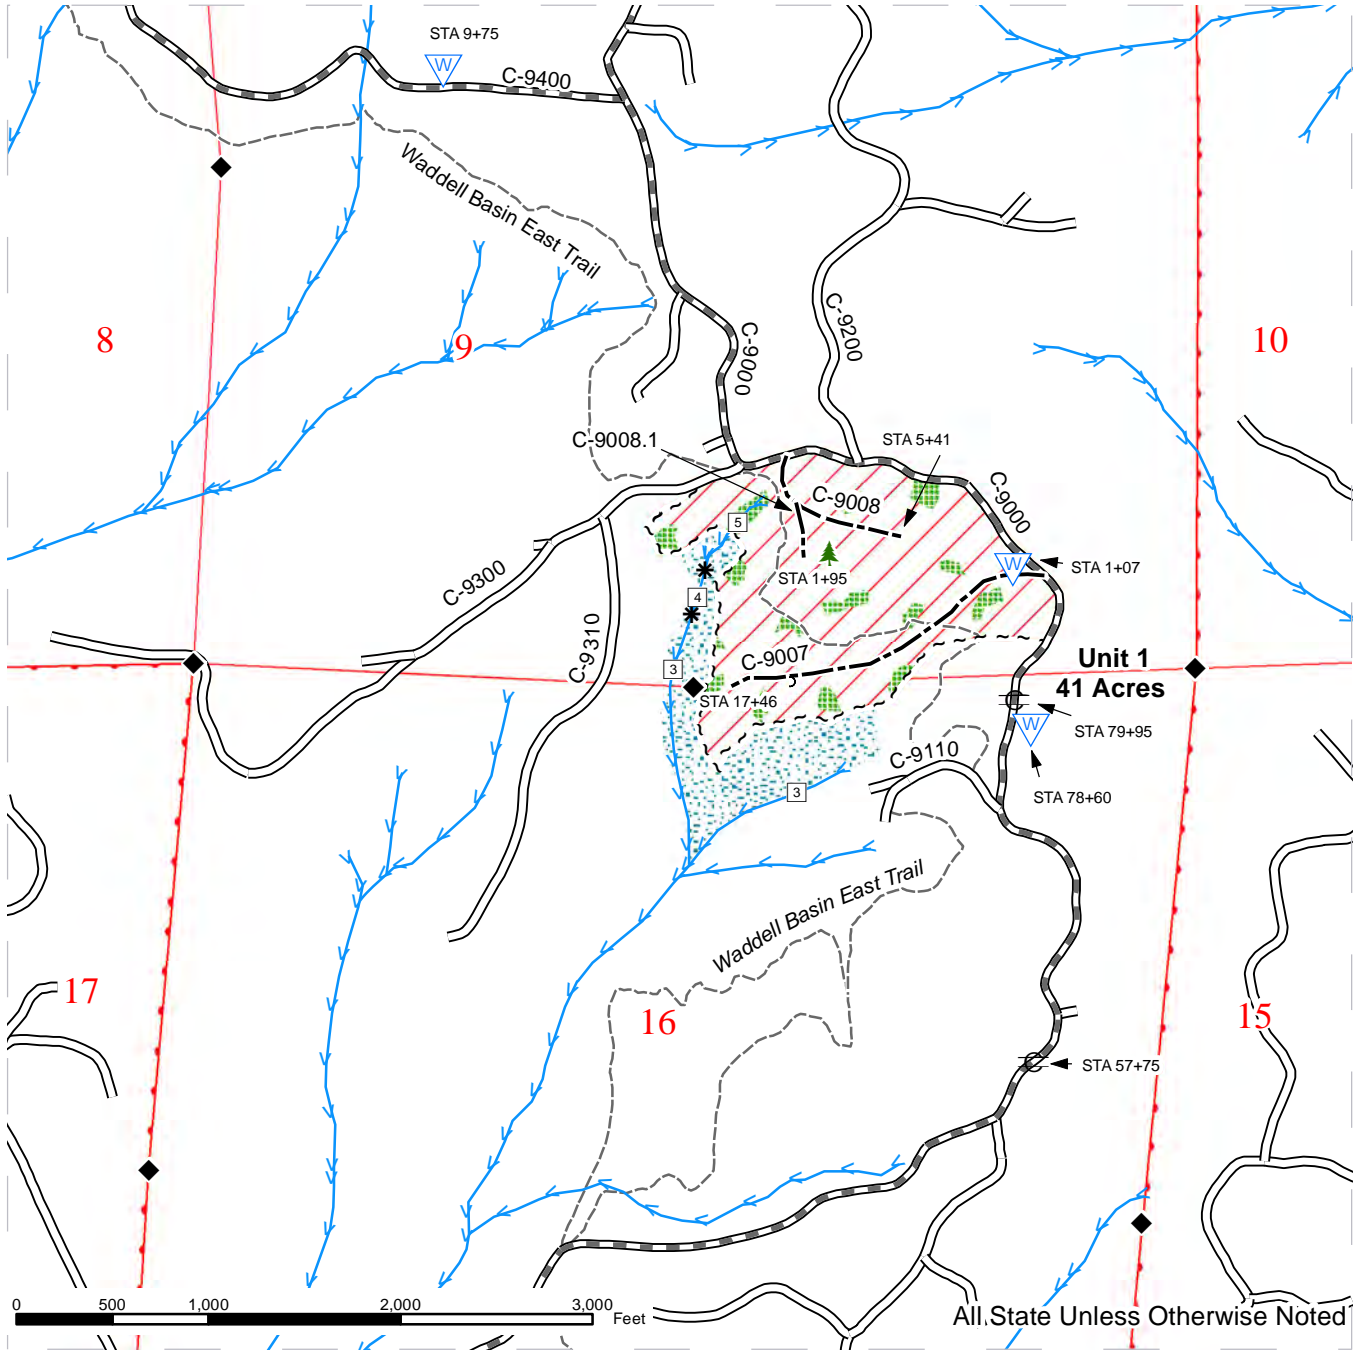 STA 9+75
W
C-9400
Waddell Basin East Trail
8
9
10
C-9000
C-9200
C-9008.1
STA 5+41
C-9008
C-9000
5
STA 1+95
W
STA 1+07
C-9300
4
C-9310
3
C-9007
Unit 1
41 Acres
STA 17+46
W
STA 79+95
C-9110
3
STA 78+60
Waddell Basin East Trail
17
16
15
STA 57+75
0 500 1,000 2,000 3,000
Feet
All State Unless Otherwise Noted